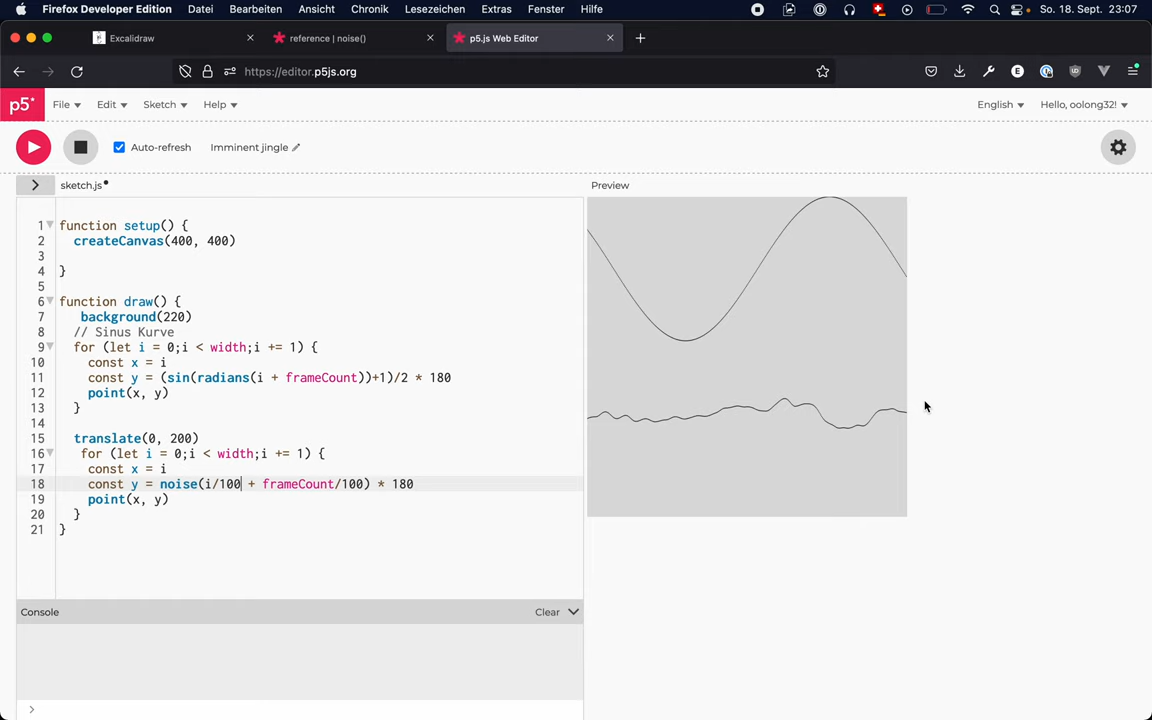 Firefox Developer Edition Datei Bearbeiten Ansicht Chronik Lesezeichen Extras Fenster Hilfe So. 18. Sept. 23:07
Excalidraw
reference | noise()
p5.js Web Editor
https://editor.p5js.org
p5* File Edit Sketch Help English Hello, oolong32!
Auto-refresh Imminent jingle
sketch.js
Preview
1 function setup() {
2 createCanvas(400, 400)
3
4 }
5
6 function draw() {
7 background(220)
8 // Sinus Kurve
9 for (let i = 0;i < width;i += 1) {
10 const x = i
11 const y = (sin(radians(i + frameCount))+1)/2 * 180
12 point(x, y)
13 }
14
15 translate(0, 200)
16 for (let i = 0;i < width;i += 1) {
17 const x = i
18 const y = noise(i/100 + frameCount/100) * 180
19 point(x, y)
20 }
21 }
Console Clear